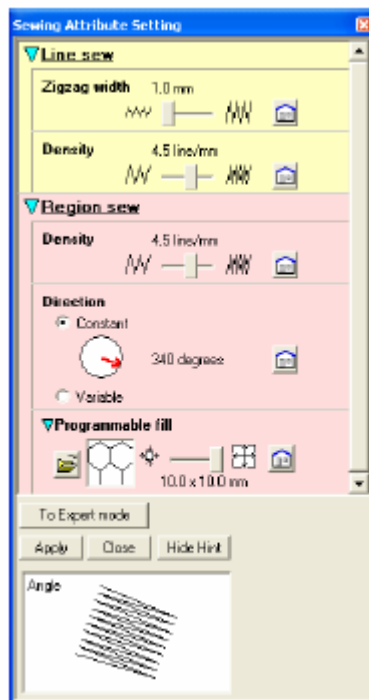 Sewing Attribute Setting
Line sew
Zigzag width 1.0 mm
Density 4.5 line/mm
Region sew
Density 4.5 line/mm
Direction
Constant
340 degrees
Variable
Programmable fill
10.0 x 10.0 mm
To Expert mode
Apply Close Hide Hint
Angle